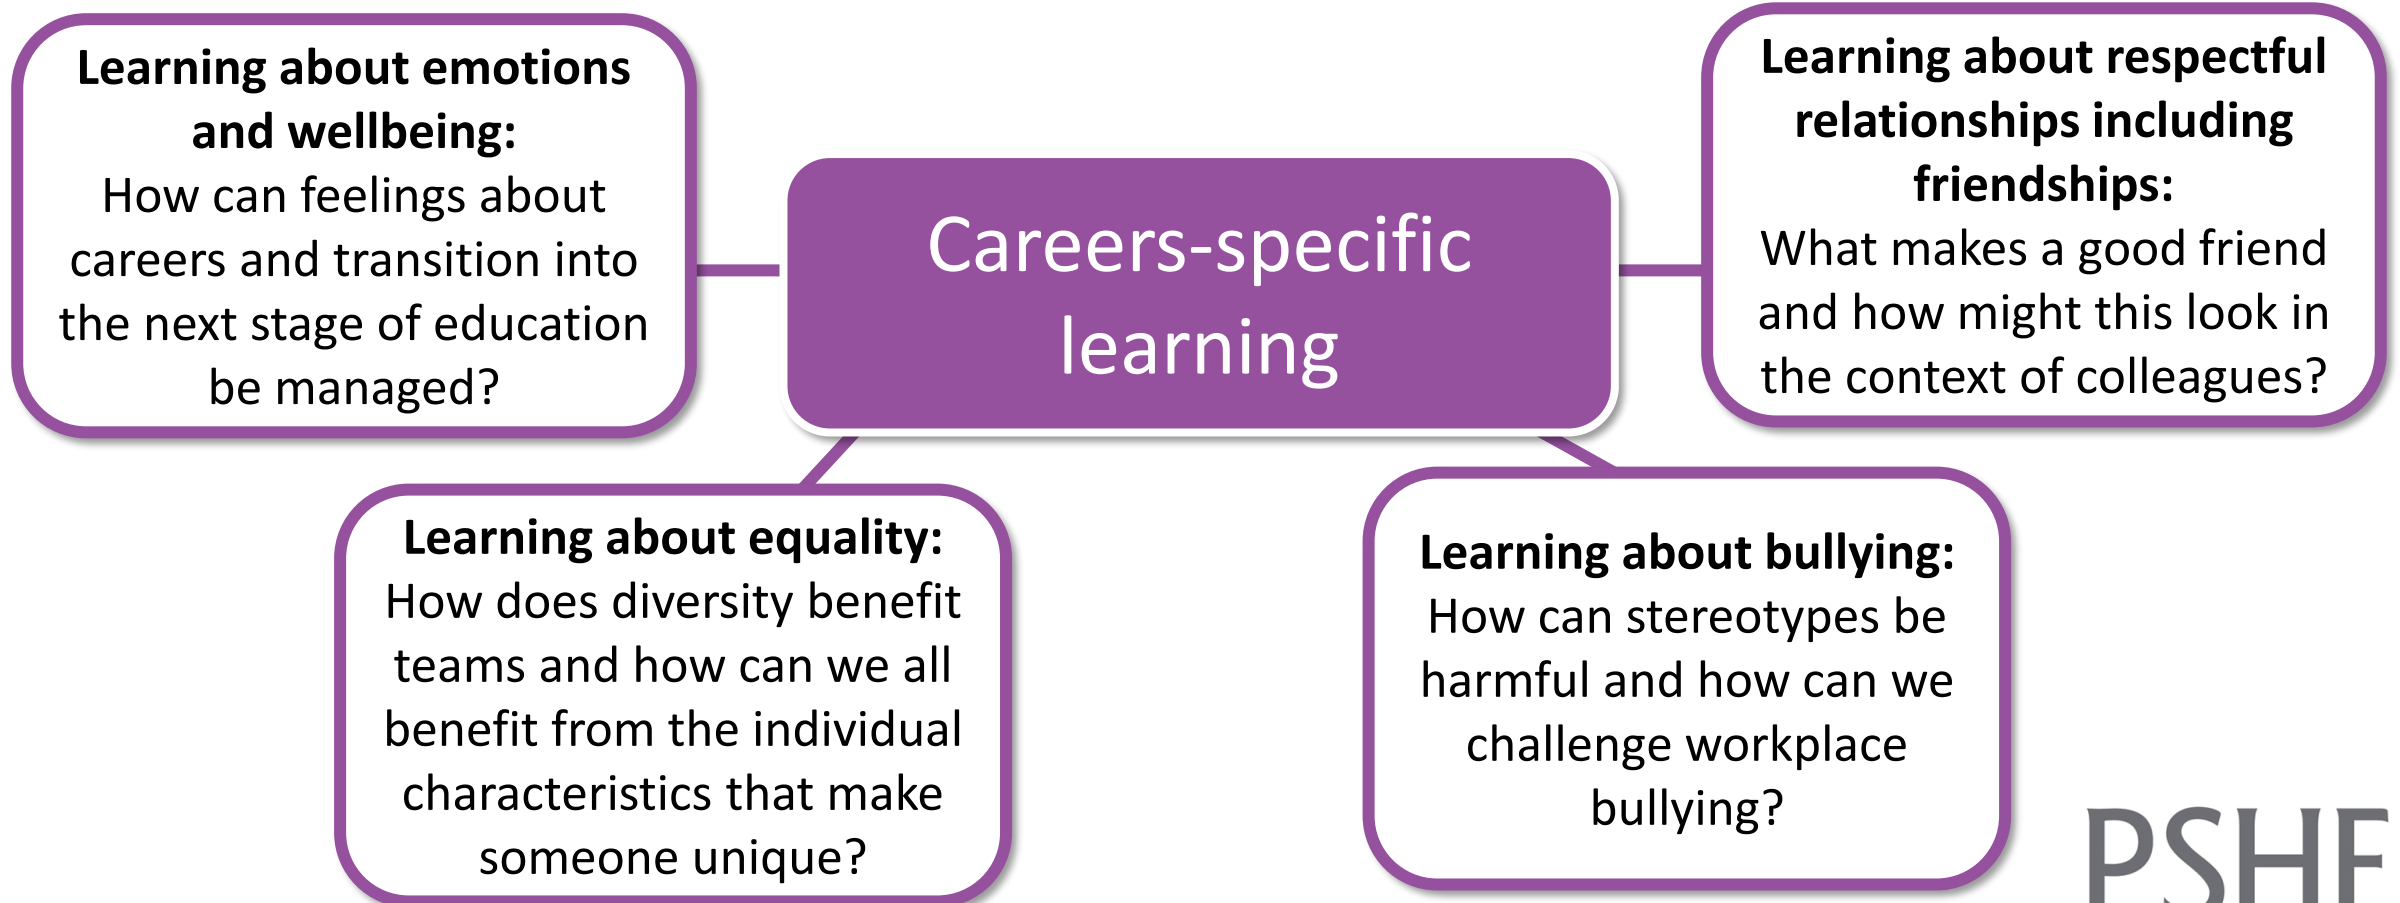 Learning about emotions
and wellbeing:
How can feelings about
careers and transition into
the next stage of education
be managed?
Careers-specific
learning
Learning about respectful
relationships including
friendships:
What makes a good friend
and how might this look in
the context of colleagues?
Learning about equality:
How does diversity benefit
teams and how can we all
benefit from the individual
characteristics that make
someone unique?
Learning about bullying:
How can stereotypes be
harmful and how can we
challenge workplace
bullying?
PSHE